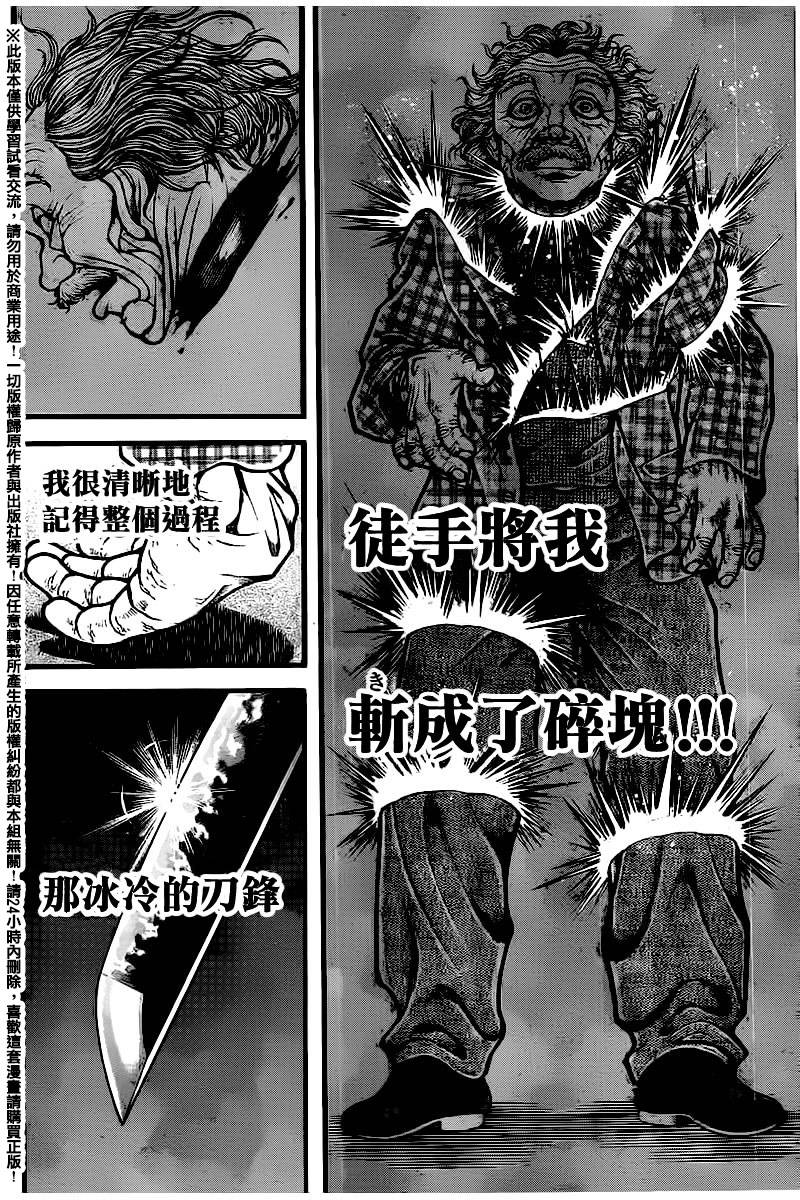 徒手將我
き
斬成了碎塊!!!
我很清晰地
記得整個過程
那冰冷的刀鋒
※此版本僅供學習試看交流，請勿用於商業用途！一切版權歸原作者與出版社擁有！因任意轉載所產生的版權糾紛都與本組無關！請24小時內刪除，喜歡這套漫畫請購買正版！